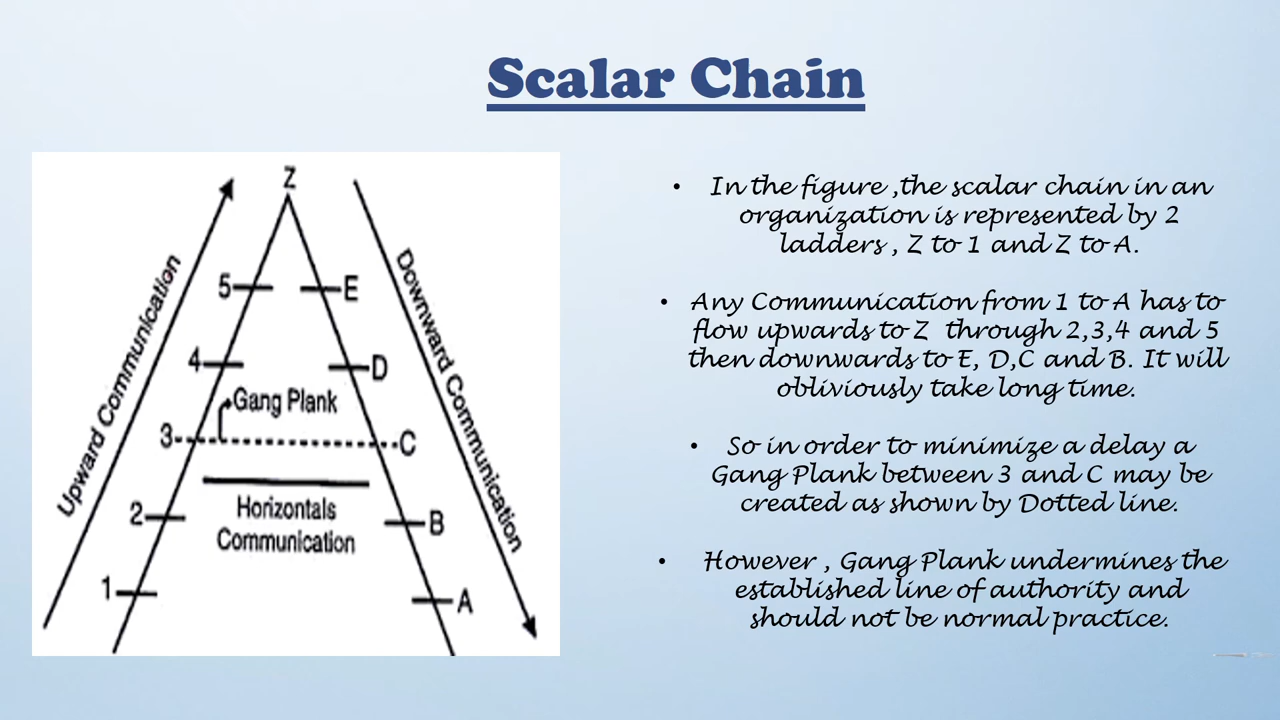 Scalar Chain
Z
5
E
4
D
Gang Plank
3
C
2
B
Horizontals
Communication
1
A
Upward Communication
Downward Communication
• In the figure ,the scalar chain in an
organization is represented by 2
ladders , Z to 1 and Z to A.
• Any Communication from 1 to A has to
flow upwards to Z through 2,3,4 and 5
then downwards to E, D,C and B. It will
obliviously take long time.
• So in order to minimize a delay a
Gang Plank between 3 and C may be
created as shown by Dotted line.
• However , Gang Plank undermines the
established line of authority and
should not be normal practice.